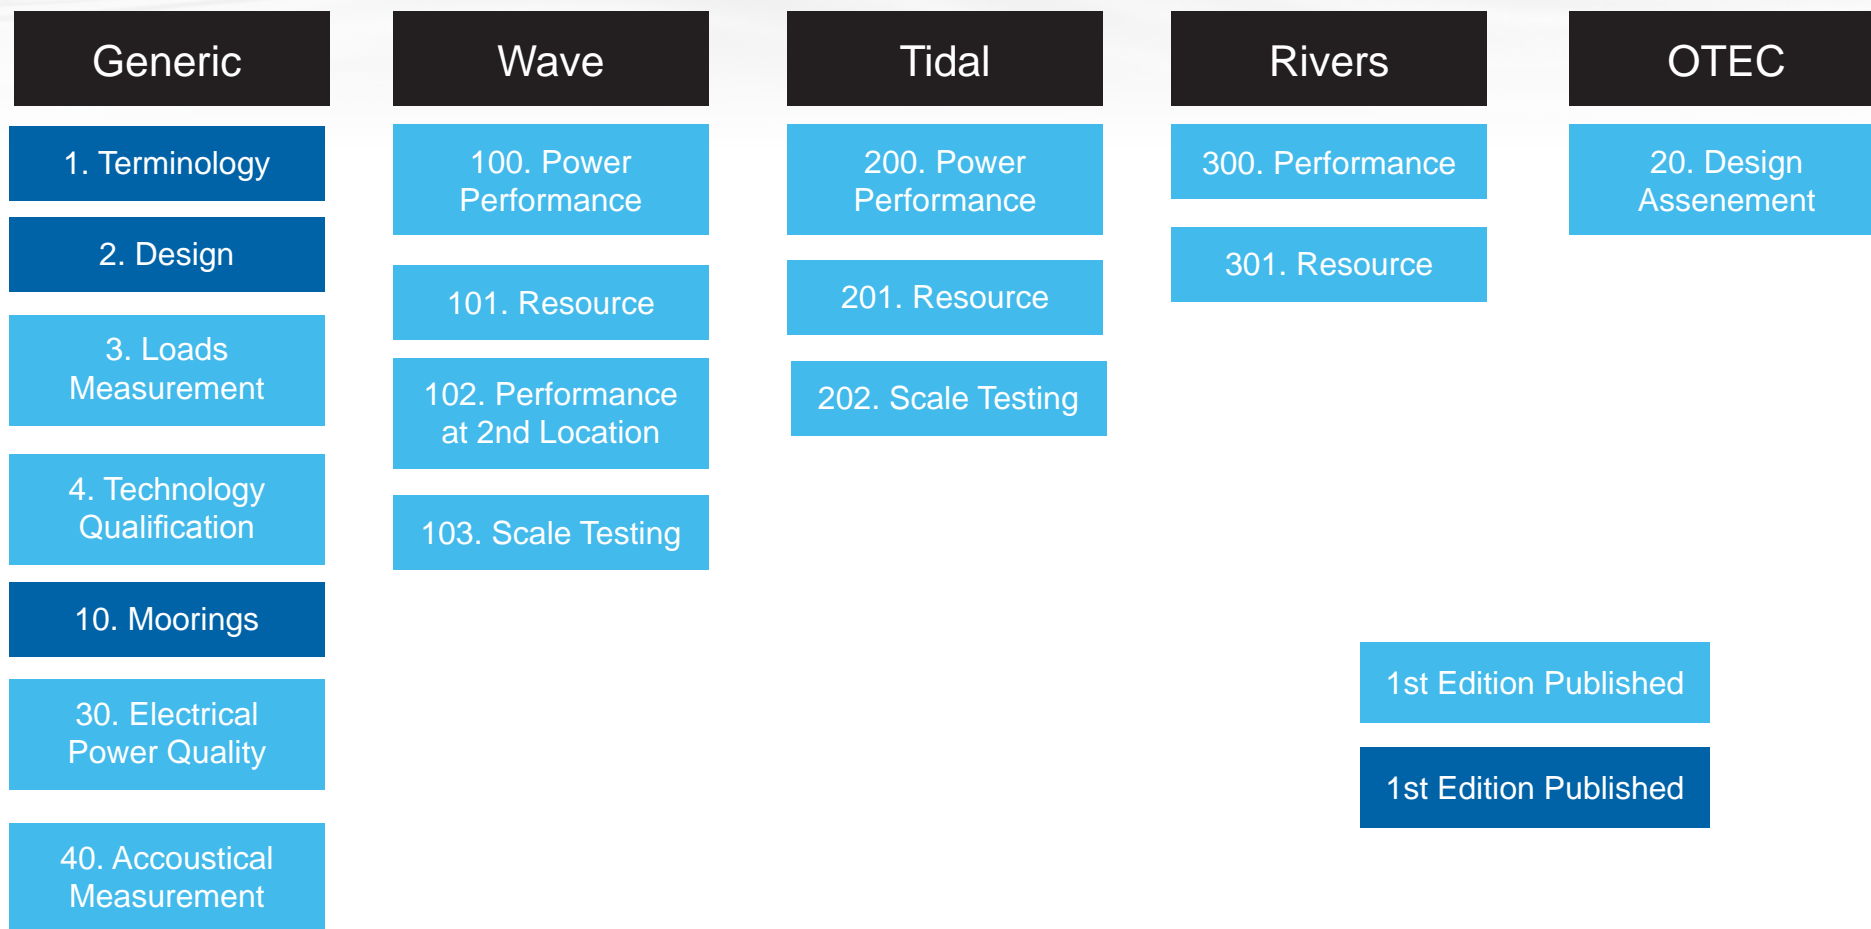 Generic
1. Terminology
2. Design
3. Loads
Measurement
4. Technology
Qualification
10. Moorings
30. Electrical
Power Quality
40. Accoustical
Measurement
Wave
100. Power
Performance
101. Resource
102. Performance
at 2nd Location
103. Scale Testing
Tidal
200. Power
Performance
201. Resource
202. Scale Testing
Rivers
300. Performance
301. Resource
OTEC
20. Design
Assenement
1st Edition Published
1st Edition Published